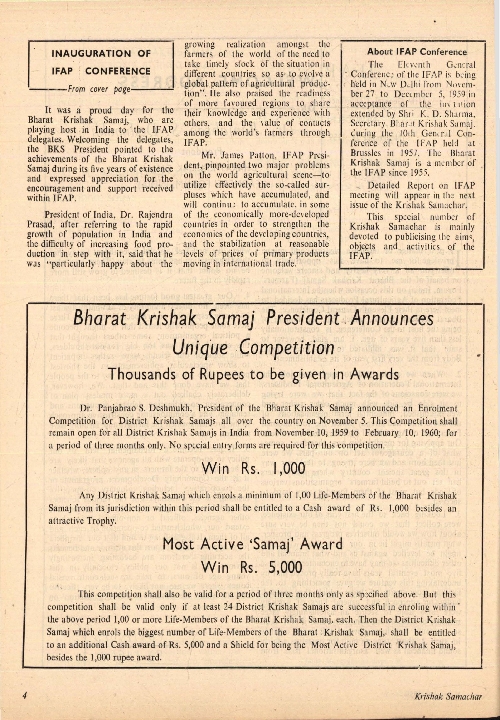 INAUGURATION OF
IFAP CONFERENCE
From cover page
It was a proud day for the
Bharat Krishak Samaj, who are
playing host in India to the IFAP
delegates. Welcoming the delegates,
the BKS President pointed to the
achievements of the Bharat Krishak
Samaj during its five years of existence
and expressed appreciation for the
encouragement and support received
within IFAP.
President of India, Dr. Rajendra
Prasad, after referring to the rapid
growth of population in India and
the difficulty of increasing food pro-
duction in step with it, said that he
was "particularly happy about the
growing realization amongst the
farmers of the world of the need to
take timely stock of the situation in
different countries so as to evolve a
global pattern of agricultural produc-
tion". He also praised the readiness
of more favoured regions to share
their knowledge and experience with
others, and the value of contacts
among the world's farmers through
IFAP.
Mr. James Patton, IFAP Presi-
dent, pinpointed two major problems
on the world agricultural scene—to
utilize effectively the so-called sur-
pluses which have accumulated, and
will continue to accumulate, in some
of the economically more-developed
countries in order to strengthen the
economies of the developing countries,
and the stabilization at reasonable
levels of prices of primary products
moving in international trade.
About IFAP Conference
The Eleventh General
Conference of the IFAP is being
held in New Delhi from Novem-
ber 27 to December 5, 1959 in
acceptance of the invitation
extended by Shri K. D. Sharma,
Secretary Bharat Krishak Samaj,
during the 10th General Con-
ference of the IFAP held at
Brussles in 1957. The Bharat
Krishak Samaj is a member of
the IFAP since 1955.
Detailed Report on IFAP
meeting will appear in the next
issue of the Krishak Samachar.
This special number of
Krishak Samachar is mainly
devoted to publicising the aims,
objects and activities of the
IFAP.
Bharat Krishak Samaj President Announces
Unique Competition
Thousands of Rupees to be given in Awards
Dr. Panjabrao S. Deshmukh, President of the Bharat Krishak Samaj announced an Enrolment
Competition for District Krishak Samajs all over the country on November 5. This Competition shall
remain open for all District Krishak Samajs in India from November 10, 1959 to February 10, 1960; for
a period of three months only. No special entry forms are required for this competition.
Win Rs. 1,000
Any District Krishak Samaj which enrols a minimum of 1,00 Life-Members of the Bharat Krishak
Samaj from its jurisdiction within this period shall be entitled to a Cash award of Rs. 1,000 besides an
attractive Trophy.
Most Active 'Samaj' Award
Win Rs. 5,000
This competition shall also be valid for a period of three months only as specified above. But this
competition shall be valid only if at least 24 District Krishak Samajs are successful in enroling within
the above period 1,00 or more Life-Members of the Bharat Krishak Samaj, each. Then the District Krishak
Samaj which enrols the biggest number of Life-Members of the Bharat Krishak Samaj, shall be entitled
to an additional Cash award of Rs. 5,000 and a Shield for being the Most Active District Krishak Samaj,
besides the 1,000 rupee award.
4
Krishak Samachar